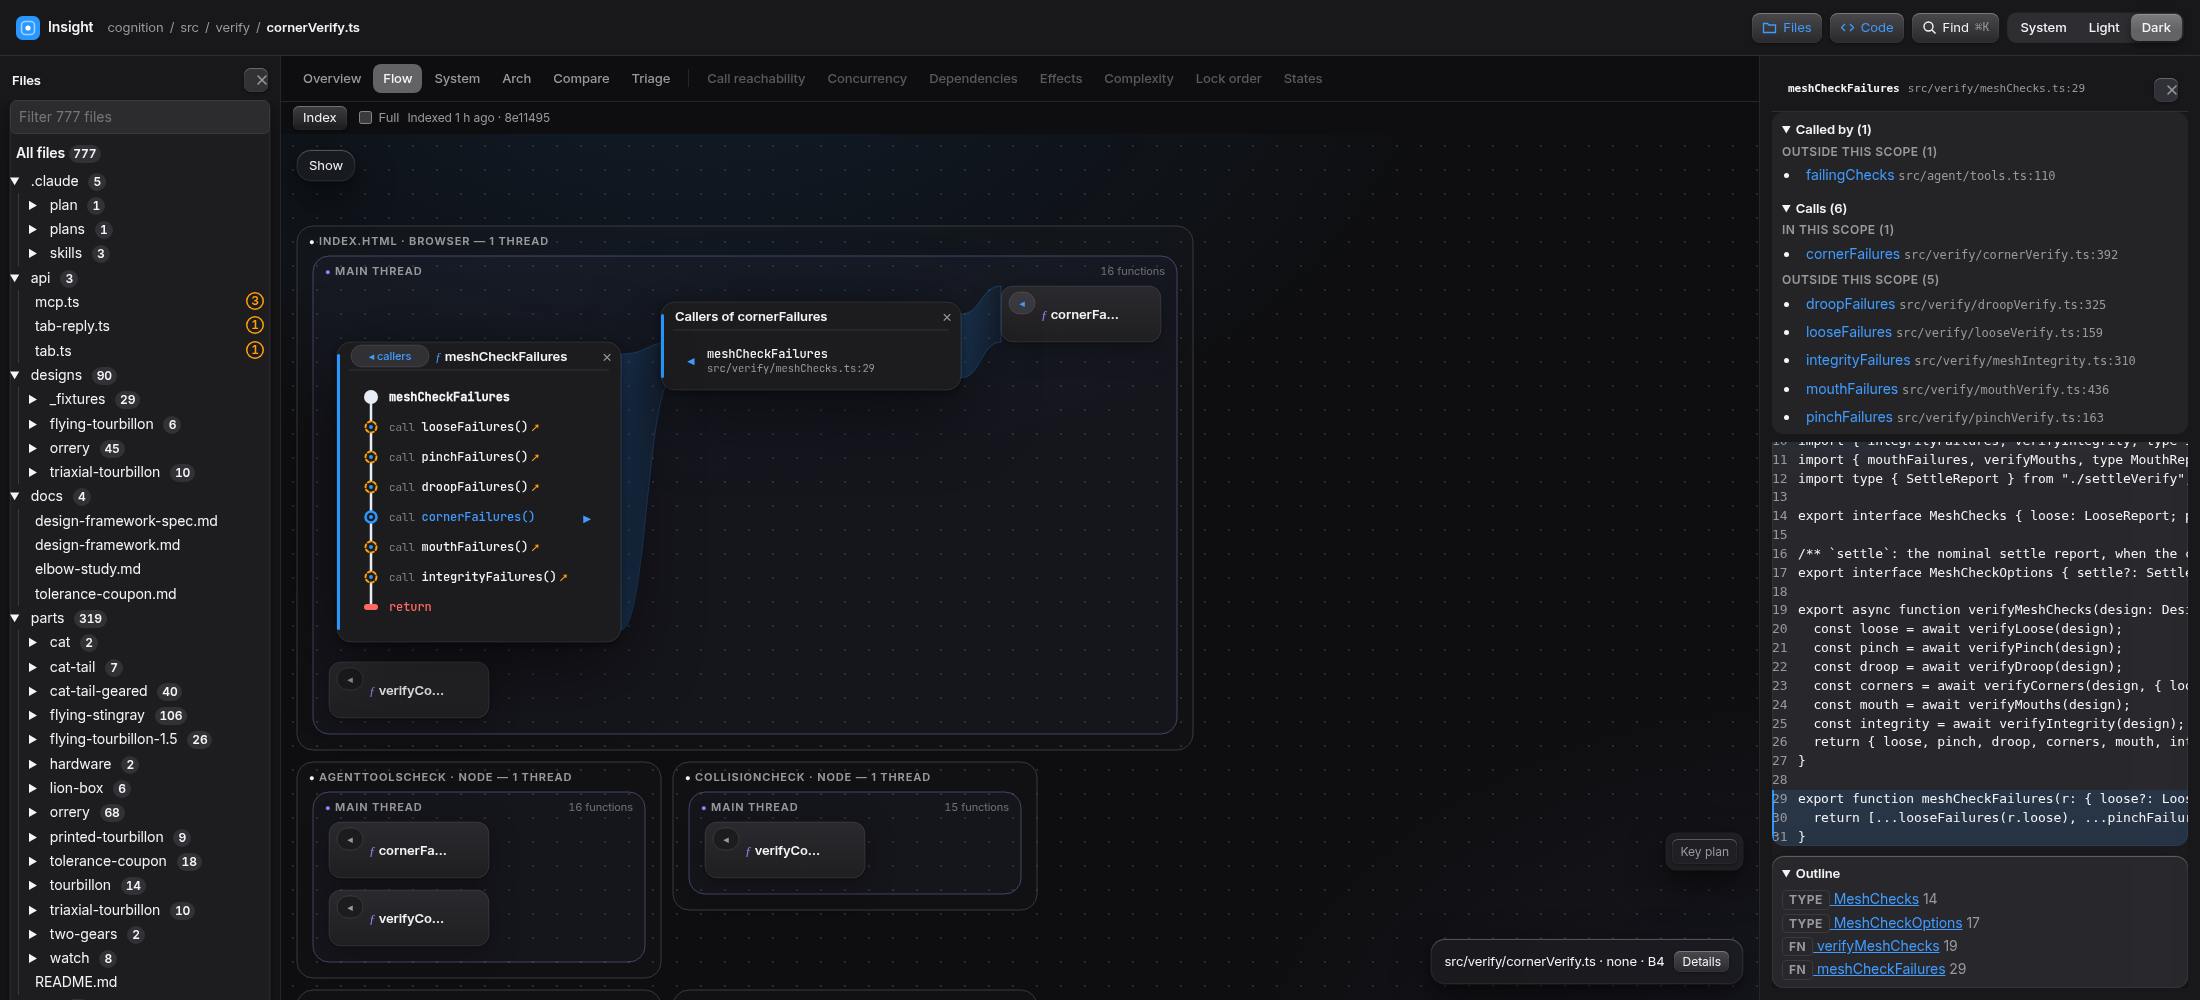 Insight cognition / src / verify / cornerVerify.ts
Files Code Find ⌘K System Light Dark
Files
Filter 777 files
All files 777
.claude 5
plan 1
plans 1
skills 3
api 3
mcp.ts 3
tab-reply.ts 1
tab.ts 1
designs 90
_fixtures 29
flying-tourbillon 6
orrery 45
triaxial-tourbillon 10
docs 4
design-framework-spec.md
design-framework.md
elbow-study.md
tolerance-coupon.md
parts 319
cat 2
cat-tail 7
cat-tail-geared 40
flying-stingray 106
flying-tourbillon-1.5 26
hardware 2
lion-box 6
orrery 68
printed-tourbillon 9
tolerance-coupon 18
tourbillon 14
triaxial-tourbillon 10
two-gears 2
watch 8
README.md
Overview Flow System Arch Compare Triage Call reachability Concurrency Dependencies Effects Complexity Lock order States
Index Full Indexed 1 h ago · 8e11495
Show
INDEX.HTML · BROWSER — 1 THREAD
MAIN THREAD 16 functions
callers ƒ meshCheckFailures ×
meshCheckFailures
call looseFailures() ↗
call pinchFailures() ↗
call droopFailures() ↗
call cornerFailures()
call mouthFailures() ↗
call integrityFailures() ↗
return
Callers of cornerFailures ×
meshCheckFailures
src/verify/meshChecks.ts:29
ƒ cornerFa...
ƒ verifyCo...
AGENTTOOLSCHECK · NODE — 1 THREAD
MAIN THREAD 16 functions
ƒ cornerFa...
ƒ verifyCo...
COLLISIONCHECK · NODE — 1 THREAD
MAIN THREAD 15 functions
ƒ verifyCo...
Key plan
src/verify/cornerVerify.ts · none · B4 Details
meshCheckFailures src/verify/meshChecks.ts:29
Called by (1)
OUTSIDE THIS SCOPE (1)
failingChecks src/agent/tools.ts:110
Calls (6)
IN THIS SCOPE (1)
cornerFailures src/verify/cornerVerify.ts:392
OUTSIDE THIS SCOPE (5)
droopFailures src/verify/droopVerify.ts:325
looseFailures src/verify/looseVerify.ts:159
integrityFailures src/verify/meshIntegrity.ts:310
mouthFailures src/verify/mouthVerify.ts:436
pinchFailures src/verify/pinchVerify.ts:163
10 import { integrityFailures, verifyIntegrity, type
11 import { mouthFailures, verifyMouths, type MouthRep
12 import type { SettleReport } from "./settleVerify"
13
14 export interface MeshChecks { loose: LooseReport;
15
16 /** `settle`: the nominal settle report, when the
17 export interface MeshCheckOptions { settle?: Settle
18
19 export async function verifyMeshChecks(design: Desi
20 const loose = await verifyLoose(design);
21 const pinch = await verifyPinch(design);
22 const droop = await verifyDroop(design);
23 const corners = await verifyCorners(design, { loo
24 const mouth = await verifyMouths(design);
25 const integrity = await verifyIntegrity(design);
26 return { loose, pinch, droop, corners, mouth, int
27 }
28
29 export function meshCheckFailures(r: { loose?: Loos
30 return [...looseFailures(r.loose), ...pinchFailur
31 }
Outline
TYPE MeshChecks 14
TYPE MeshCheckOptions 17
FN verifyMeshChecks 19
FN meshCheckFailures 29